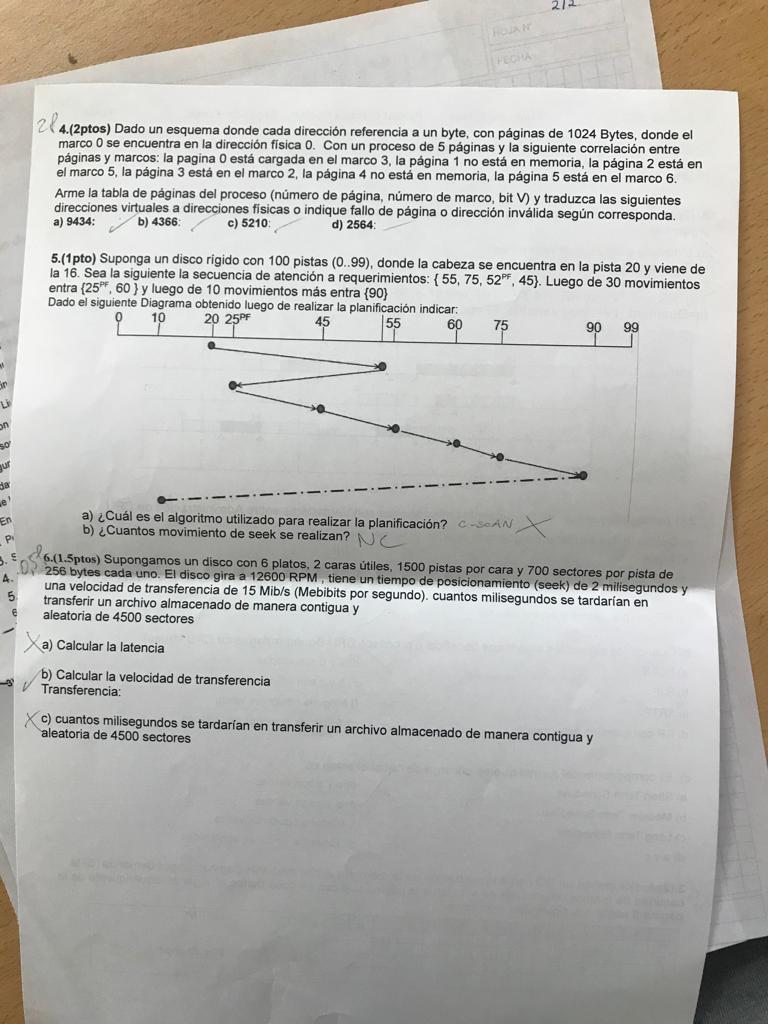 2/2
HOJA Nº
FECHA
4.(2ptos) Dado un esquema donde cada dirección referencia a un byte, con páginas de 1024 Bytes, donde el
marco 0 se encuentra en la dirección física 0. Con un proceso de 5 páginas y la siguiente correlación entre
páginas y marcos: la pagina 0 está cargada en el marco 3, la página 1 no está en memoria, la página 2 está en
el marco 5, la página 3 está en el marco 2, la página 4 no está en memoria, la página 5 está en el marco 6.
Arme la tabla de páginas del proceso (número de página, número de marco, bit V) y traduzca las siguientes
direcciones virtuales a direcciones físicas o indique fallo de página o dirección inválida según corresponda.
a) 9434: b) 4366: c) 5210: d) 2564:
5.(1pto) Suponga un disco rígido con 100 pistas (0..99), donde la cabeza se encuentra en la pista 20 y viene de
la 16. Sea la siguiente la secuencia de atención a requerimientos: { 55, 75, 52PF, 45}. Luego de 30 movimientos
entra {25PF, 60 } y luego de 10 movimientos más entra {90}
Dado el siguiente Diagrama obtenido luego de realizar la planificación indicar:
0 10 20 25PF 45 55 60 75 90 99
a) ¿Cuál es el algoritmo utilizado para realizar la planificación? C-SCAN
b) ¿Cuantos movimiento de seek se realizan? NC
6.(1.5ptos) Supongamos un disco con 6 platos, 2 caras útiles, 1500 pistas por cara y 700 sectores por pista de
256 bytes cada uno. El disco gira a 12600 RPM , tiene un tiempo de posicionamiento (seek) de 2 milisegundos y
una velocidad de transferencia de 15 Mib/s (Mebibits por segundo). cuantos milisegundos se tardarían en
transferir un archivo almacenado de manera contigua y
aleatoria de 4500 sectores
a) Calcular la latencia
b) Calcular la velocidad de transferencia
Transferencia:
c) cuantos milisegundos se tardarían en transferir un archivo almacenado de manera contigua y
aleatoria de 4500 sectores